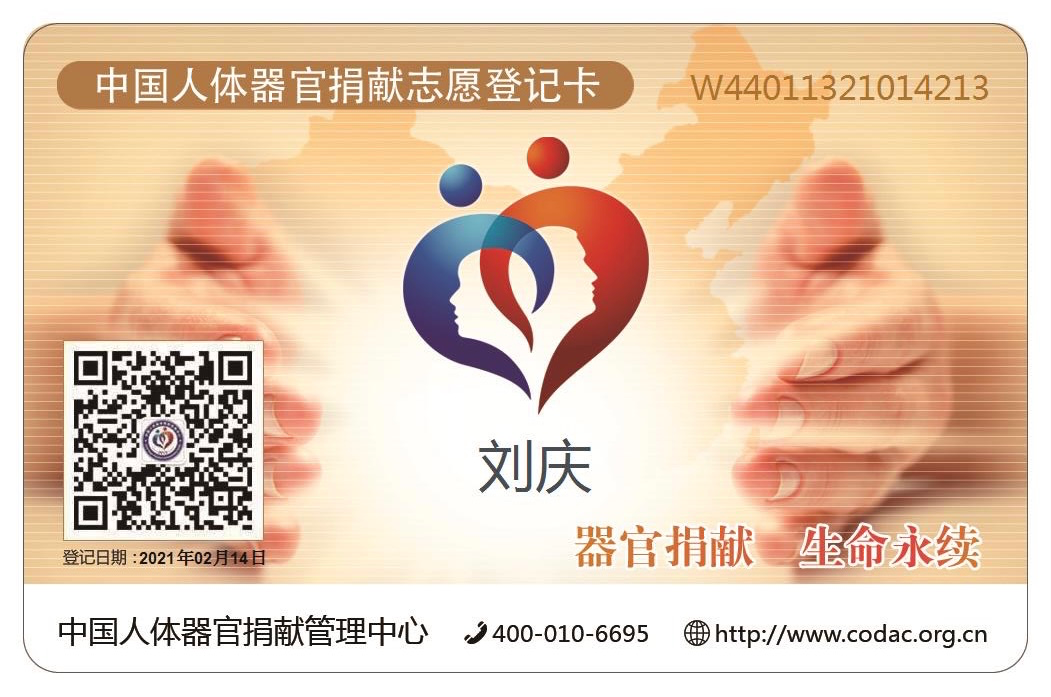 中国人体器官捐献志愿登记卡
W44011321014213
刘庆
器官捐献 生命永续
登记日期：2021年02月14日
中国人体器官捐献管理中心 400-010-6695 http://www.codac.org.cn